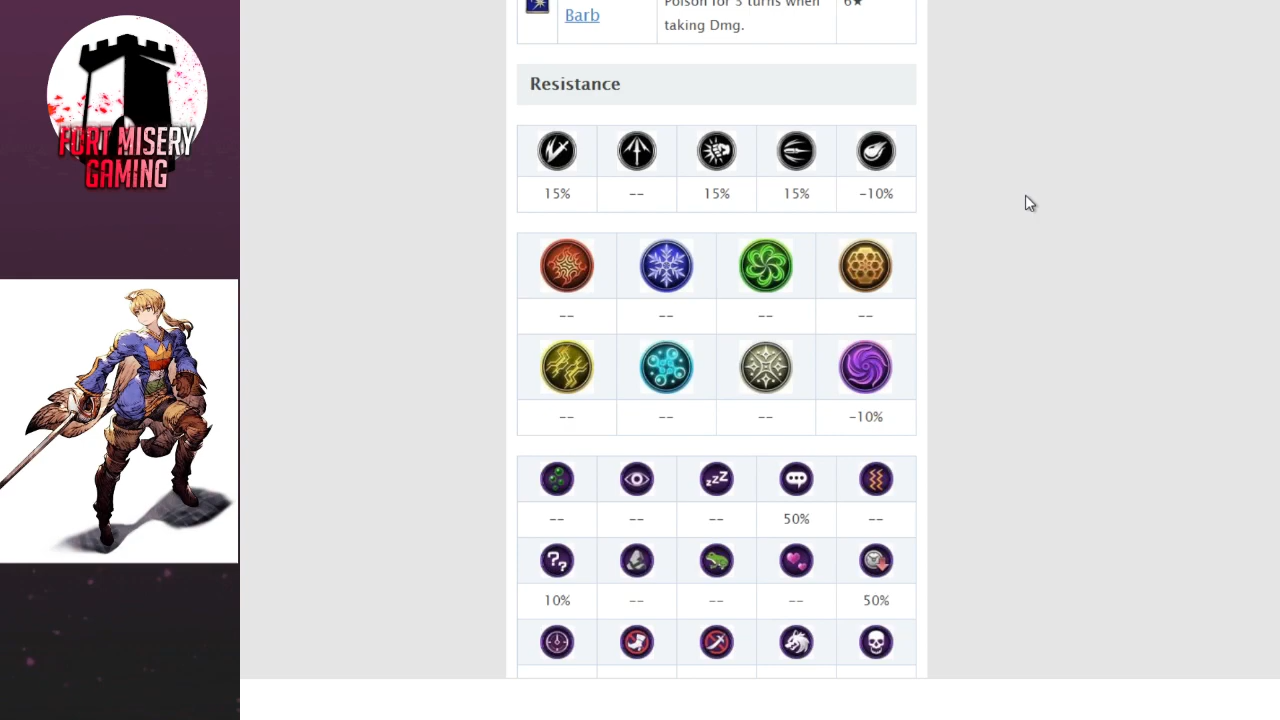 FORT MISERY
GAMING
Barb
Poison for 3 turns when
taking Dmg.
6★
Resistance
15% -- 15% 15% -10%
-- -- -- --
-- -- -- -10%
zzZ
-- -- -- 50% --
??
10% -- -- -- 50%